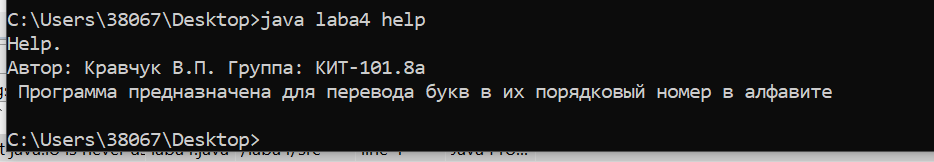 C:\Users\38067\Desktop>java laba4 help
Help.
Автор: Кравчук В.П. Группа: КИТ-101.8а
Программа предназначена для перевода букв в их порядковый номер в алфавите
C:\Users\38067\Desktop>